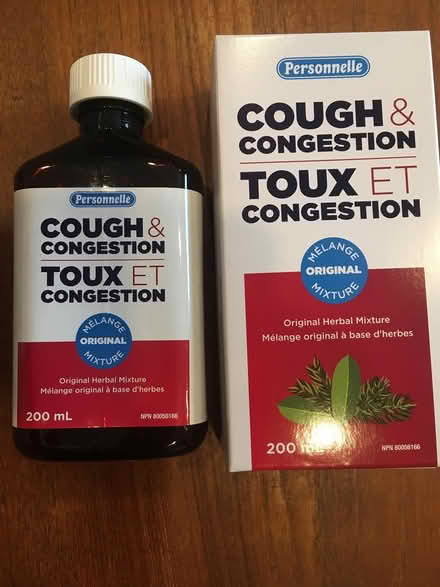 Personnelle
COUGH &
CONGESTION
TOUX ET
CONGESTION
MÉLANGE
ORIGINAL
MIXTURE
Original Herbal Mixture
Mélange original à base d'herbes
200 mL
NPN 80056166
Personnelle
COUGH &
CONGESTION
TOUX ET
CONGESTION
MÉLANGE
ORIGINAL
MIXTURE
Original Herbal Mixture
Mélange original à base d'herbes
200 mL
NPN 80056166